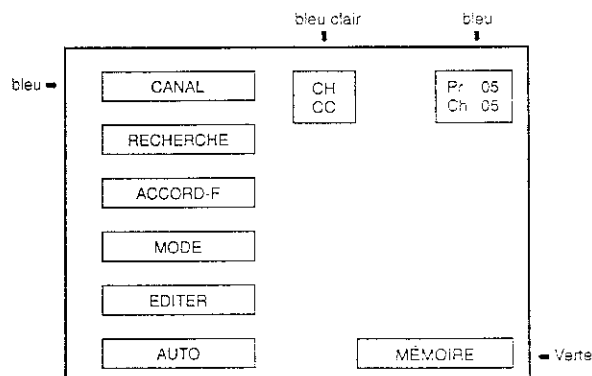 bleu clair
bleu
bleu
CANAL
CH
CC
Pr 05
Ch 05
RECHERCHE
ACCORD-F
MODE
EDITER
AUTO
MÉMOIRE
Verte